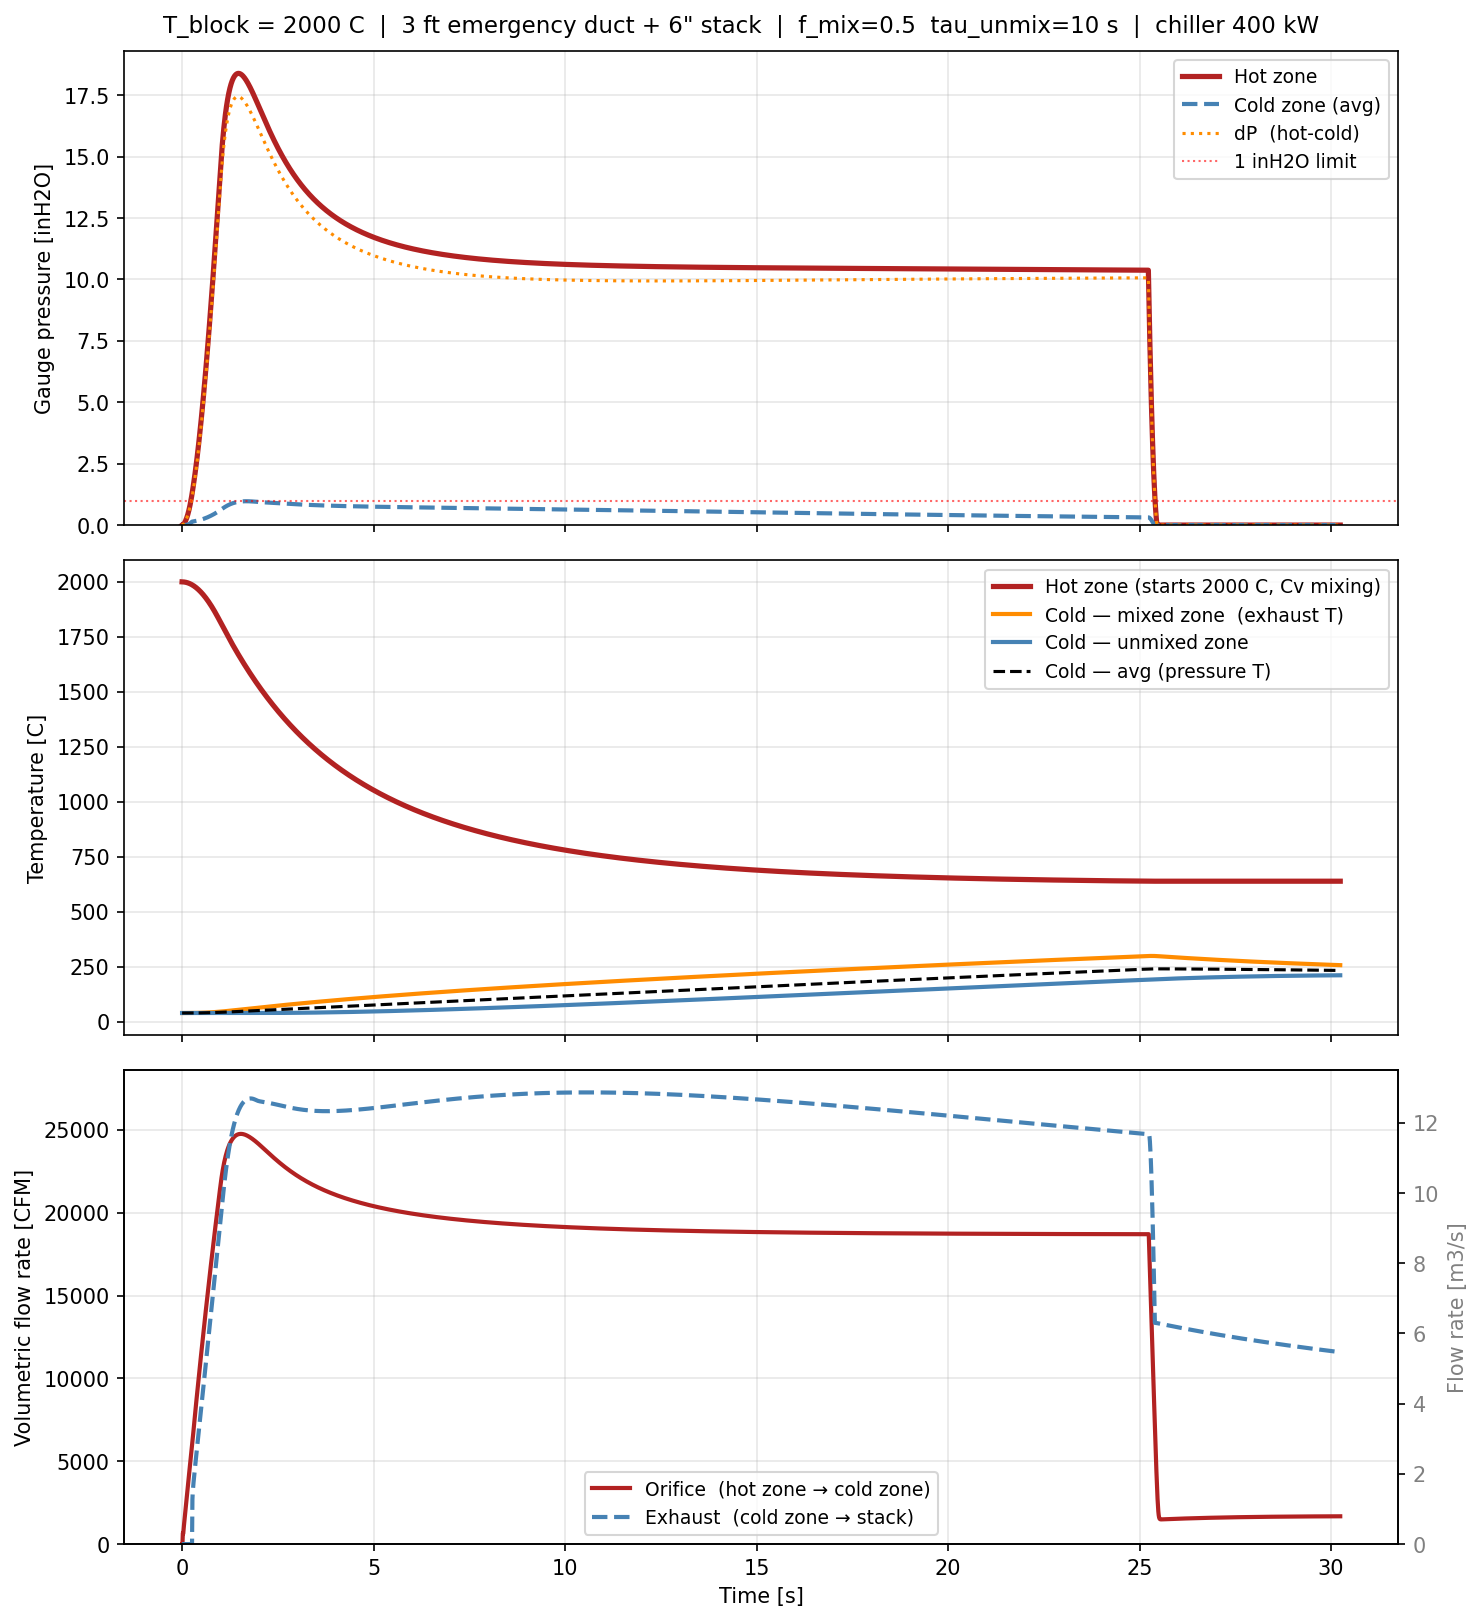 T_block = 2000 C  |  3 ft emergency duct + 6" stack  |  f_mix=0.5  tau_unmix=10 s  |  chiller 400 kW
Gauge pressure [inH2O]
17.5
15.0
12.5
10.0
7.5
5.0
2.5
0.0
Hot zone
Cold zone (avg)
dP  (hot-cold)
1 inH2O limit
Temperature [C]
2000
1750
1500
1250
1000
750
500
250
0
Hot zone (starts 2000 C, Cv mixing)
Cold — mixed zone  (exhaust T)
Cold — unmixed zone
Cold — avg (pressure T)
Volumetric flow rate [CFM]
25000
20000
15000
10000
5000
0
Orifice  (hot zone → cold zone)
Exhaust  (cold zone → stack)
12
10
8
6
4
2
0
Flow rate [m3/s]
0 5 10 15 20 25 30
Time [s]